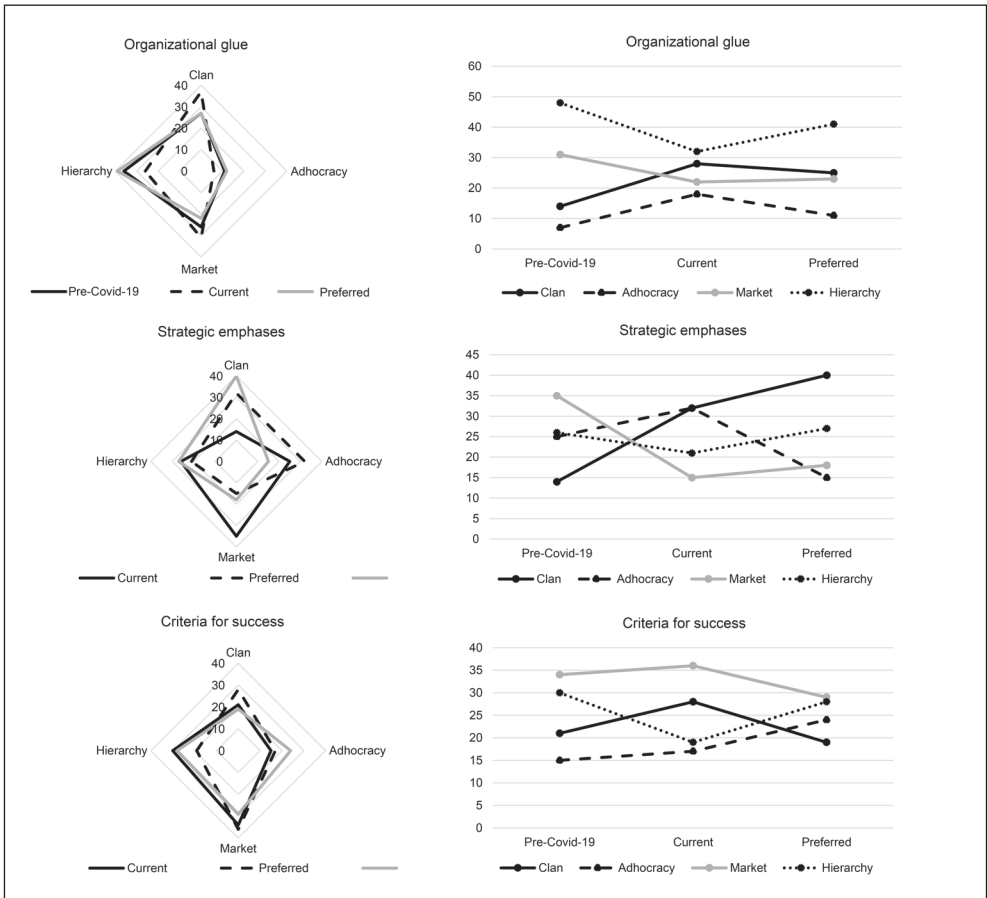 Organizational glue
Clan
40
30
20
10
0
Hierarchy
Adhocracy
Market
Pre-Covid-19 Current Preferred
Organizational glue
60
50
40
30
20
10
0
Pre-Covid-19 Current Preferred
Clan Adhocracy Market Hierarchy
Strategic emphases
Clan
40
30
20
10
0
Hierarchy
Adhocracy
Market
Current Preferred
Strategic emphases
45
40
35
30
25
20
15
10
5
0
Pre-Covid-19 Current Preferred
Clan Adhocracy Market Hierarchy
Criteria for success
Clan
40
30
20
10
0
Hierarchy
Adhocracy
Market
Current Preferred
Criteria for success
40
35
30
25
20
15
10
5
0
Pre-Covid-19 Current Preferred
Clan Adhocracy Market Hierarchy